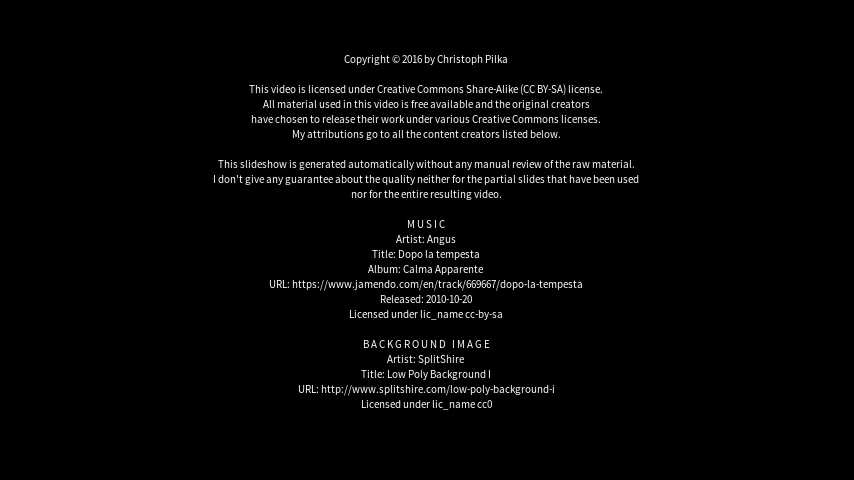 Copyright © 2016 by Christoph Pilka
This video is licensed under Creative Commons Share-Alike (CC BY-SA) license.
All material used in this video is free available and the original creators
have chosen to release their work under various Creative Commons licenses.
My attributions go to all the content creators listed below.
This slideshow is generated automatically without any manual review of the raw material.
I don't give any guarantee about the quality neither for the partial slides that have been used
nor for the entire resulting video.
M U S I C
Artist: Angus
Title: Dopo la tempesta
Album: Calma Apparente
URL: https://www.jamendo.com/en/track/669667/dopo-la-tempesta
Released: 2010-10-20
Licensed under lic_name cc-by-sa
B A C K G R O U N D   I M A G E
Artist: SplitShire
Title: Low Poly Background I
URL: http://www.splitshire.com/low-poly-background-i
Licensed under lic_name cc0